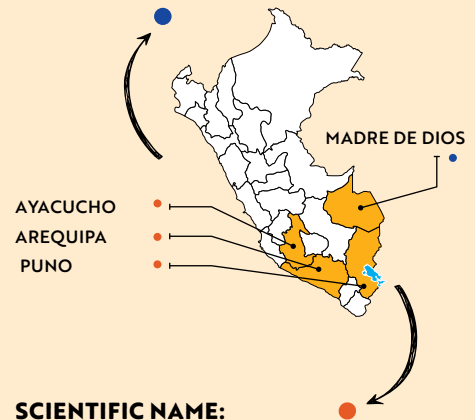 MADRE DE DIOS
AYACUCHO
AREQUIPA
PUNO
SCIENTIFIC NAME: